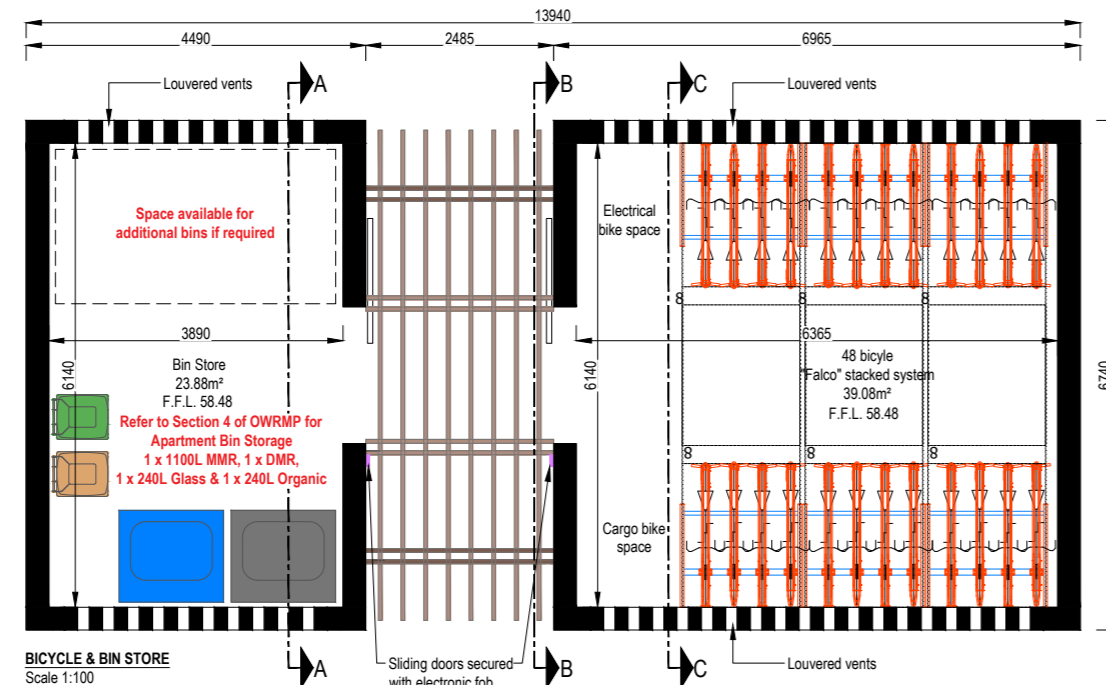 13940
4490
2485
6965
Louvered vents
A
B
C
Louvered vents
Space available for
additional bins if required
Electrical
bike space
8
8
8
3890
6365
6140
6140
6740
Bin Store
23.88m²
F.F.L. 58.48
48 bicyle
"Falco" stacked system
39.08m²
F.F.L. 58.48
Refer to Section 4 of OWRMP for
Apartment Bin Storage
1 x 1100L MMR, 1 x DMR,
1 x 240L Glass & 1 x 240L Organic
8
8
8
Cargo bike
space
BICYCLE & BIN STORE
Scale 1:100
A
Sliding doors secured
with electronic fob
B
C
Louvered vents